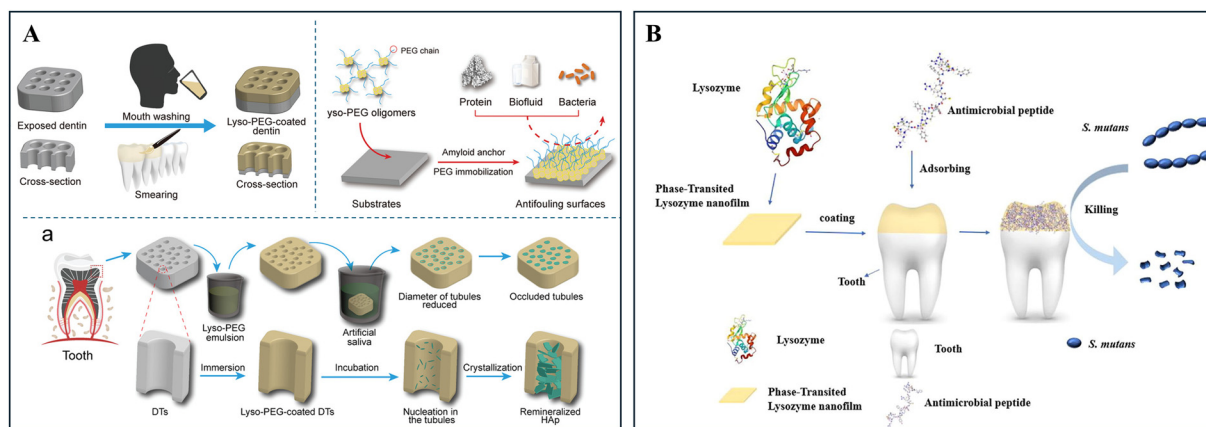 A
Exposed dentin
Cross-section
Mouth washing
Smearing
Lyso-PEG-coated
dentin
Cross-section
PEG chain
yso-PEG oligomers
Substrates
Amyloid anchor
PEG immobilization
Protein
Biofluid
Bacteria
Antifouling surfaces
a
Tooth
Lyso-PEG
emulsion
Artificial
saliva
Diameter of tubules
reduced
Occluded tubules
DTs
Immersion
Lyso-PEG-coated DTs
Incubation
Nucleation in
the tubules
Crystallization
Remineralized
HAp
B
Lysozyme
Antimicrobial peptide
S. mutans
Adsorbing
Phase-Transited
Lysozyme nanofilm
coating
Killing
Tooth
Lysozyme
Tooth
S. mutans
Phase-Transited
Lysozyme nanofilm
Antimicrobial peptide